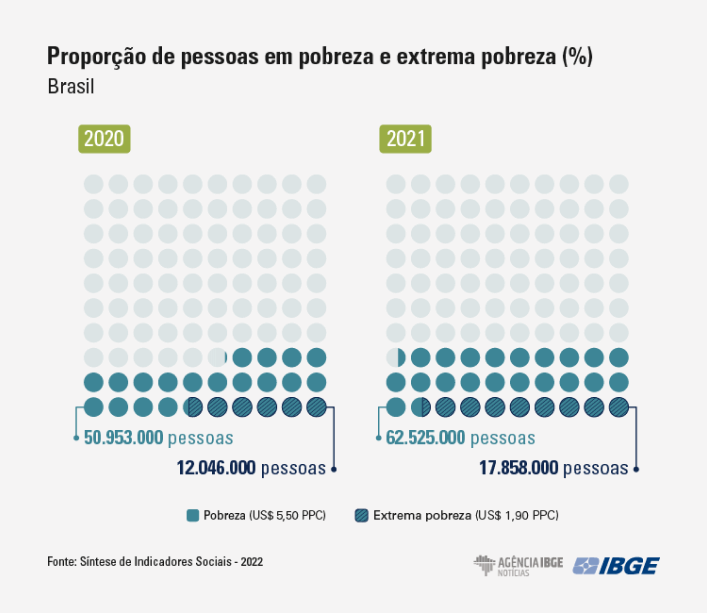 Proporção de pessoas em pobreza e extrema pobreza (%)
Brasil
2020
2021
50.953.000 pessoas
12.046.000 pessoas
62.525.000 pessoas
17.858.000 pessoas
Pobreza (US$ 5,50 PPC)
Extrema pobreza (US$ 1,90 PPC)
Fonte: Síntese de Indicadores Sociais - 2022
AGÊNCIA IBGE
NOTÍCIAS
IBGE